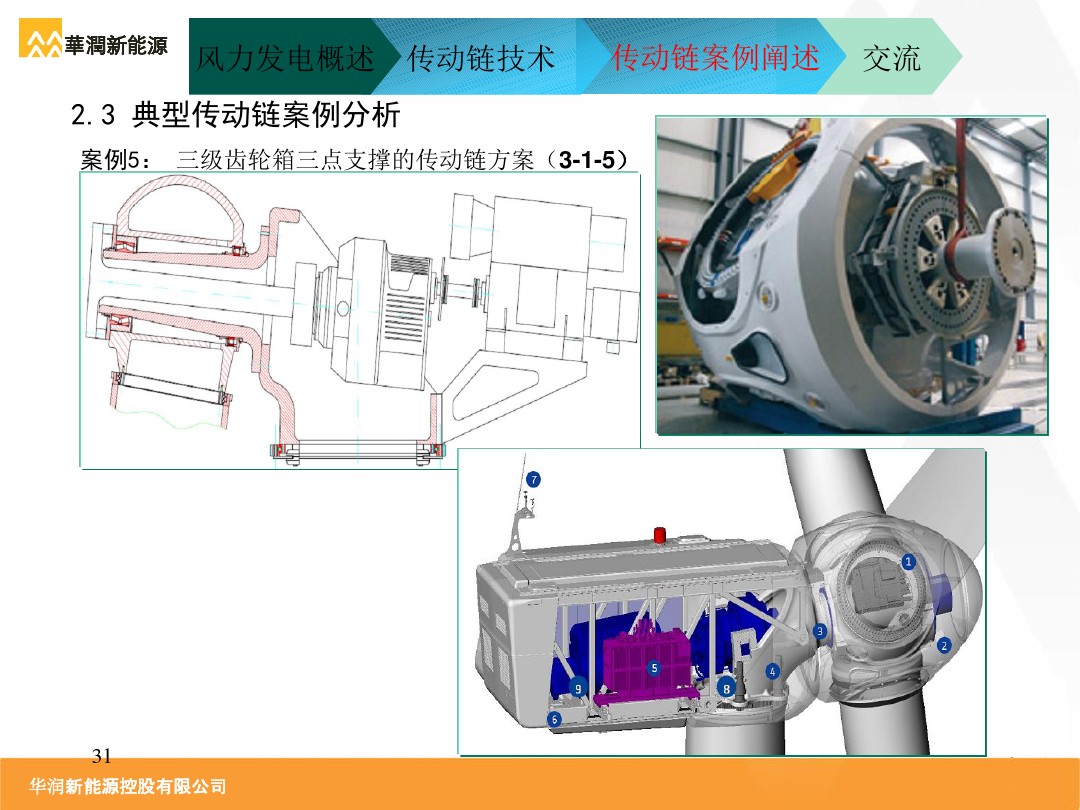 華潤新能源
风力发电概述
传动链技术
传动链案例阐述
交流
2.3 典型传动链案例分析
案例5： 三级齿轮箱三点支撑的传动链方案（3-1-5）
7
1
3
2
5
4
9
8
6
31
华润新能源控股有限公司